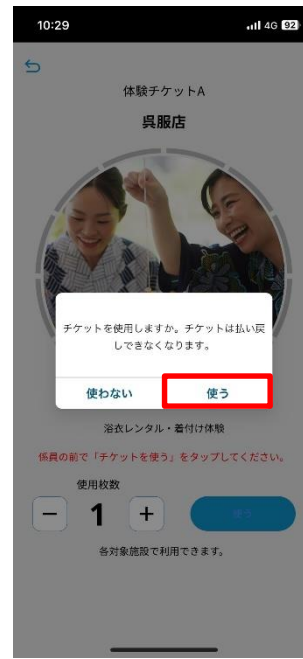 10:29
4G 92
体験チケットA
呉服店
チケットを使用しますか。チケットは払い戻
しできなくなります。
使わない 使う
浴衣レンタル・着付け体験
係員の前で「チケットを使う」をタップしてください。
使用枚数
− 1 +
使う
各対象施設で利用できます。